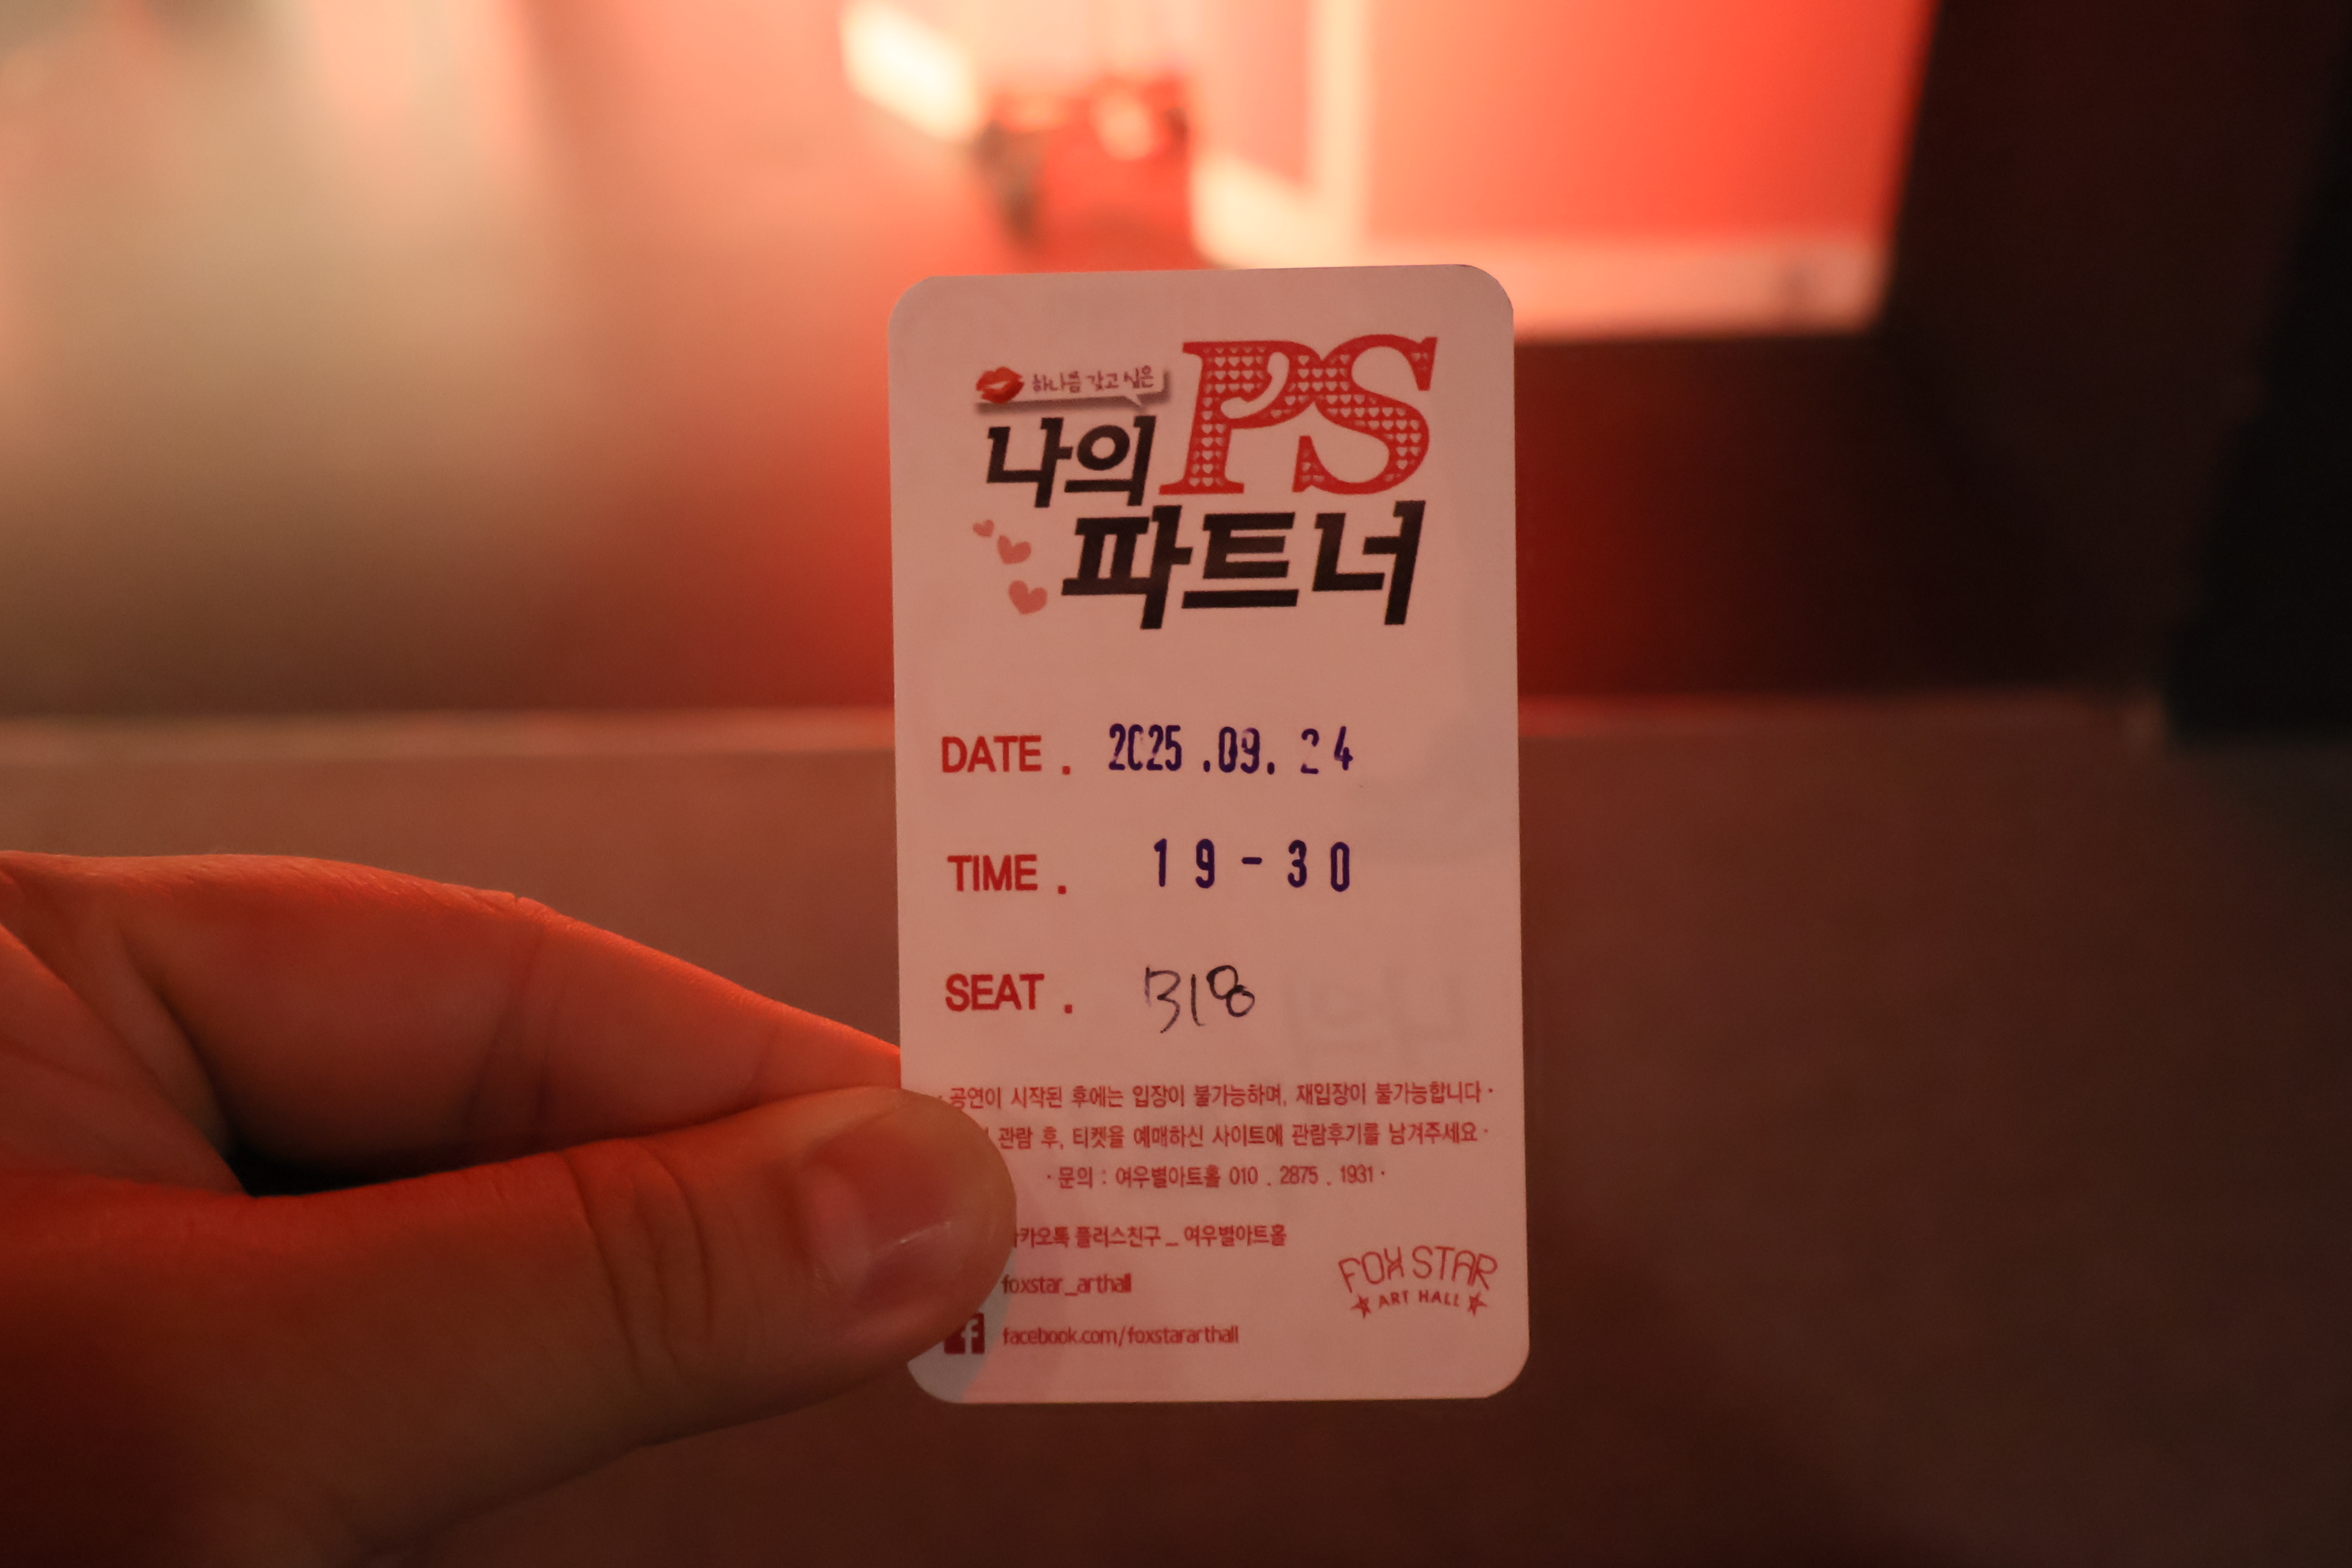 하나쯤 갖고 싶은
나의 PS
파트너
DATE . 2025 .09. 24
TIME . 19-30
SEAT . B18
· 공연이 시작된 후에는 입장이 불가능하며, 재입장이 불가능합니다 ·
관람 후, 티켓을 예매하신 사이트에 관람후기를 남겨주세요 ·
· 문의 : 여우별아트홀 010 . 2875 . 1931 ·
카오톡 플러스친구 _ 여우별아트홀
foxstar_arthall
facebook.com/foxstararthall
FOX STAR
ART HALL